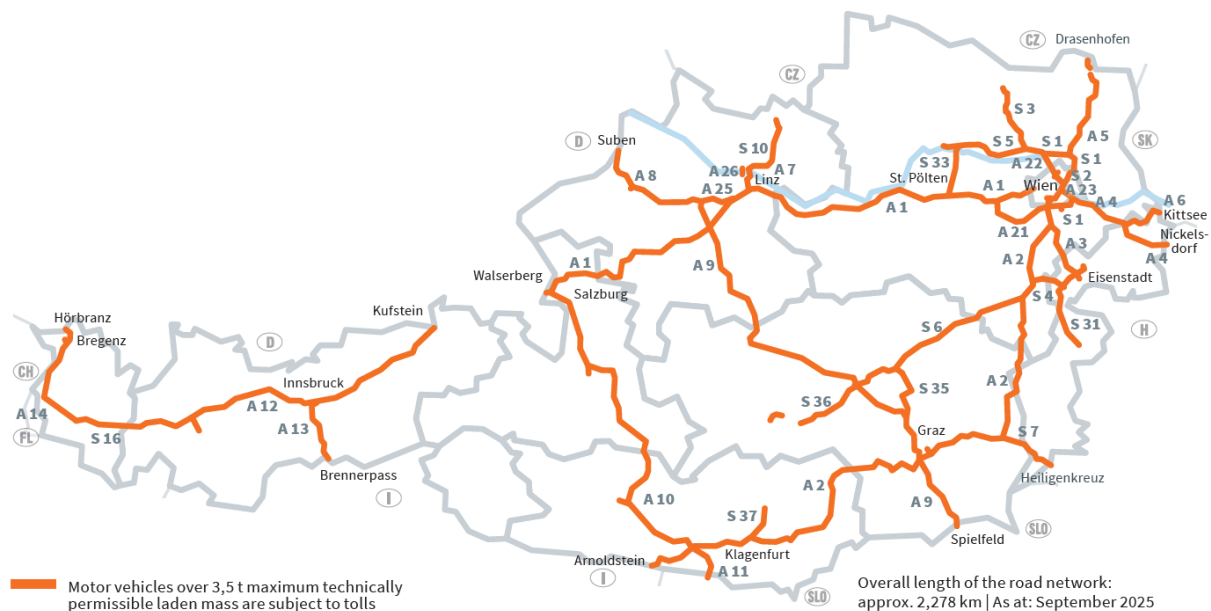 CZ
Drasenhofen
CZ
S 3
A 5
D
Suben
S 10
S 5
S 1
SK
A 26
A 7
S 33
A 22
S 1
A 8
Linz
St. Pölten
S 2
A 25
A 1
Wien
A 23
A 4
A 6
A 1
Kittsee
A 21
S 1
Nickels-
dorf
A 3
A 4
A 2
A 1
A 9
Walserberg
Eisenstadt
Salzburg
S 4
Hörbranz
Kufstein
S 6
S 31
H
Bregenz
D
CH
Innsbruck
S 35
A 2
A 12
S 36
A 14
A 13
Graz
S 7
FL
S 16
Brennerpass
Heiligenkreuz
I
A 10
A 2
A 9
S 37
SLO
Spielfeld
Arnoldstein
Klagenfurt
I
A 11
SLO
Motor vehicles over 3,5 t maximum technically
permissible laden mass are subject to tolls
Overall length of the road network:
approx. 2,278 km | As at: September 2025